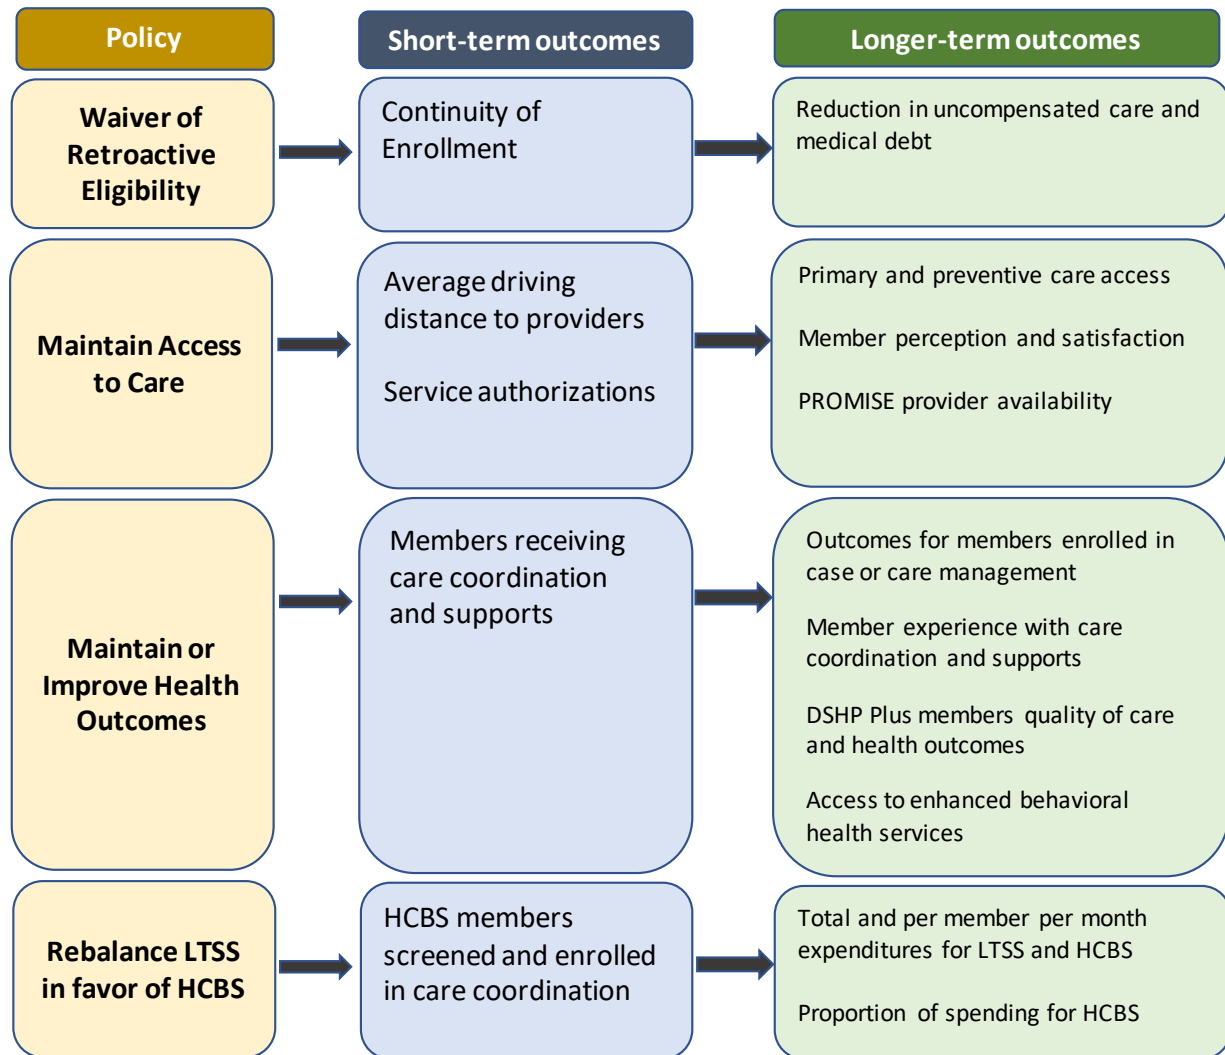 Policy
Short-term outcomes
Longer-term outcomes
Waiver of
Retroactive
Eligibility
Continuity of
Enrollment
Reduction in uncompensated care and
medical debt
Maintain Access
to Care
Average driving
distance to providers
Service authorizations
Primary and preventive care access
Member perception and satisfaction
PROMISE provider availability
Maintain or
Improve Health
Outcomes
Members receiving
care coordination
and supports
Outcomes for members enrolled in
case or care management
Member experience with care
coordination and supports
DSHP Plus members quality of care
and health outcomes
Access to enhanced behavioral
health services
Rebalance LTSS
in favor of HCBS
HCBS members
screened and enrolled
in care coordination
Total and per member per month
expenditures for LTSS and HCBS
Proportion of spending for HCBS